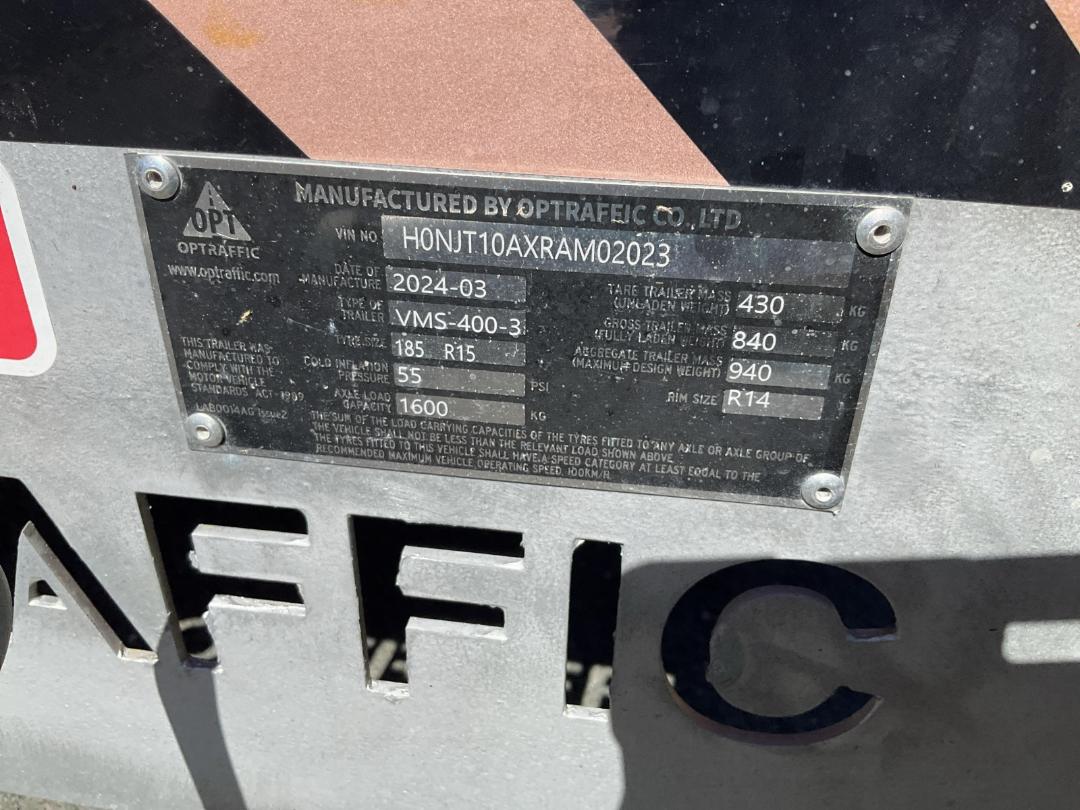 MANUFACTURED BY OPTRAFFIC CO.,LTD
OPT
OPTRAFFIC
www.optraffic.com
VIN NO H0NJT10AXRAM02023
DATE OF MANUFACTURE 2024-03
TYPE OF TRAILER VMS-400-3
TYRE SIZE 185 R15
COLD INFLATION PRESSURE 55 PSI
AXLE LOAD CAPACITY 1600 KG
TARE TRAILER MASS (UNLADEN WEIGHT) 430 KG
GROSS TRAILER MASS (FULLY LADEN WEIGHT) 840 KG
AGGREGATE TRAILER MASS (MAXIMUM DESIGN WEIGHT) 940 KG
RIM SIZE R14
THIS TRAILER WAS
MANUFACTURED TO
COMPLY WITH THE
MOTOR VEHICLE
STANDARDS ACT 1989
LAB0014AG issue2
THE SUM OF THE LOAD CARRYING CAPACITIES OF THE TYRES FITTED TO ANY AXLE OR AXLE GROUP OF
THE VEHICLE SHALL NOT BE LESS THAN THE RELEVANT LOAD SHOWN ABOVE
THE TYRES FITTED TO THIS VEHICLE SHALL HAVE A SPEED CATEGORY AT LEAST EQUAL TO THE
RECOMMENDED MAXIMUM VEHICLE OPERATING SPEED, 100KM/H
AFFIC